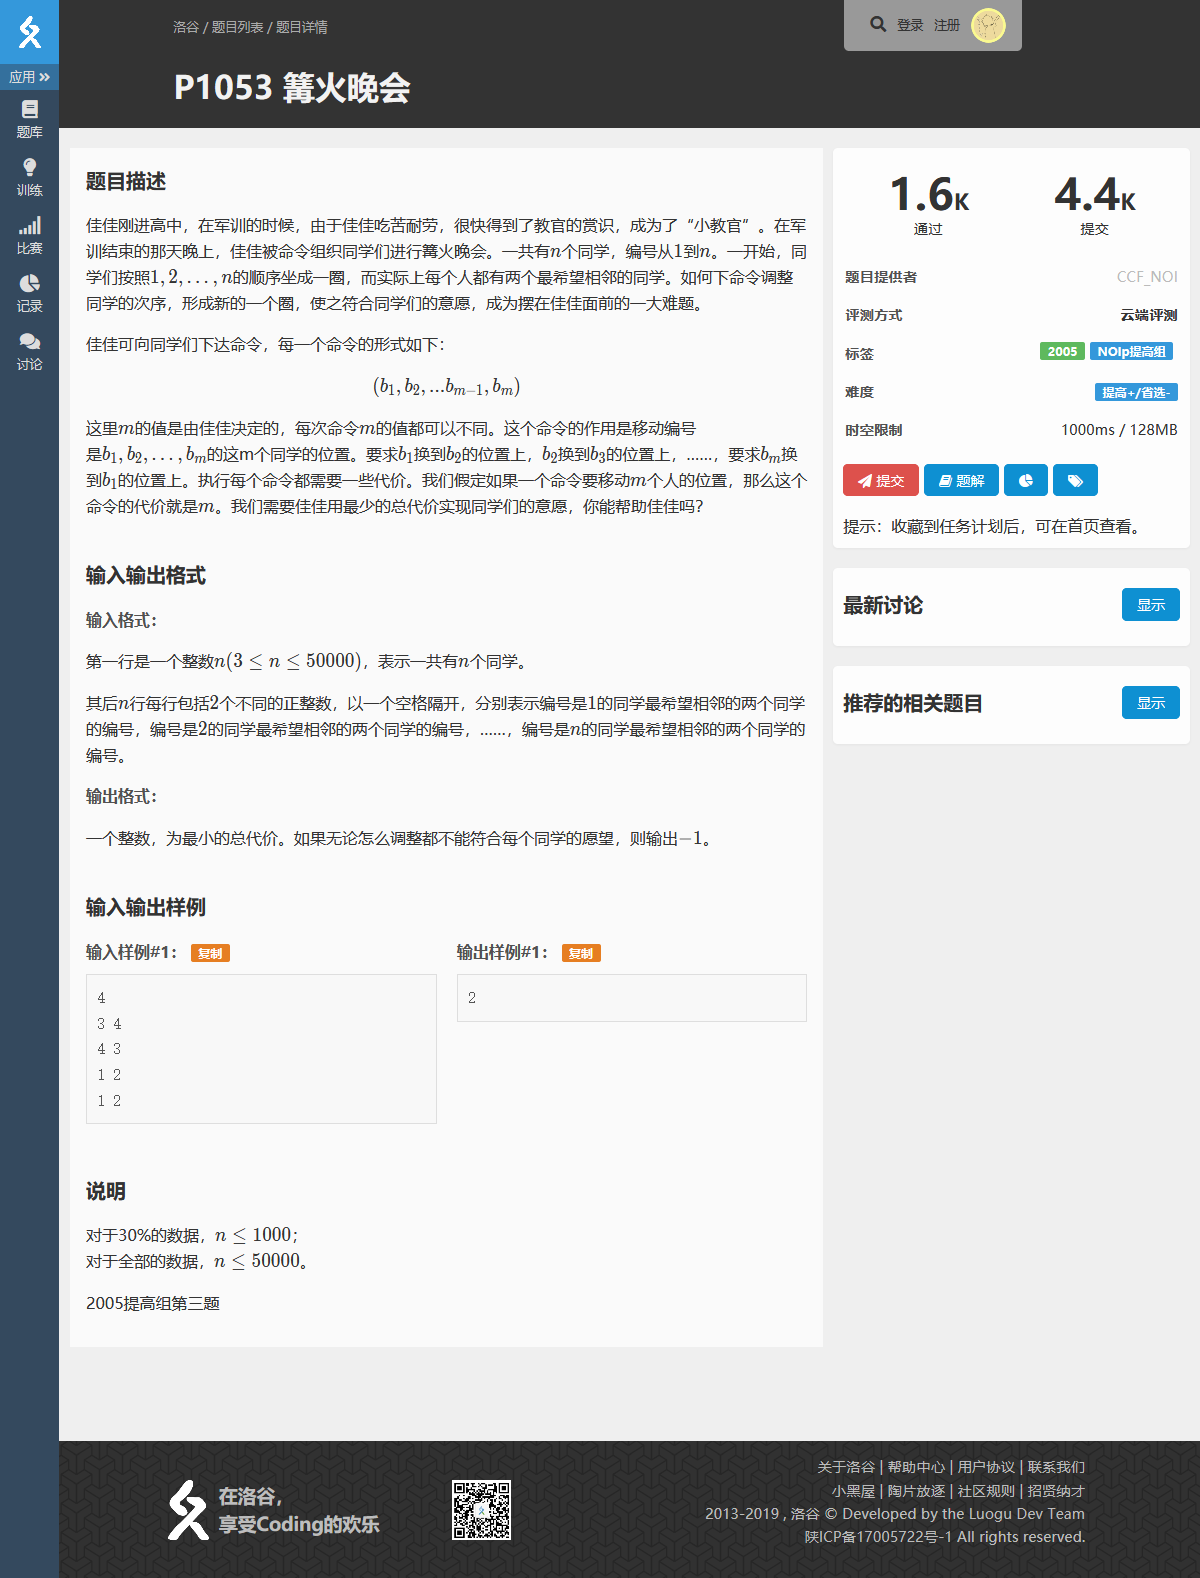 洛谷 / 题目列表 / 题目详情
登录 注册
应用
P1053 篝火晚会
题库
训练
比赛
记录
讨论
题目描述
佳佳刚进高中，在军训的时候，由于佳佳吃苦耐劳，很快得到了教官的赏识，成为了“小教官”。在军
训结束的那天晚上，佳佳被命令组织同学们进行篝火晚会。一共有n个同学，编号从1到n。一开始，同
学们按照1,2,...,n的顺序坐成一圈，而实际上每个人都有两个最希望相邻的同学。如何下命令调整
同学的次序，形成新的一个圈，使之符合同学们的意愿，成为摆在佳佳面前的一大难题。
佳佳可向同学们下达命令，每一个命令的形式如下：
(b₁,b₂,...bₘ₋₁,bₘ)
这里m的值是由佳佳决定的，每次命令m的值都可以不同。这个命令的作用是移动编号
是b₁,b₂,...,bₘ的这m个同学的位置。要求b₁换到b₂的位置上，b₂换到b₃的位置上，……，要求bₘ换
到b₁的位置上。执行每个命令都需要一些代价。我们假定如果一个命令要移动m个人的位置，那么这个
命令的代价就是m。我们需要佳佳用最少的总代价实现同学们的意愿，你能帮助佳佳吗？
输入输出格式
输入格式：
第一行是一个整数n(3 ≤ n ≤ 50000)，表示一共有n个同学。
其后n行每行包括2个不同的正整数，以一个空格隔开，分别表示编号是1的同学最希望相邻的两个同学
的编号，编号是2的同学最希望相邻的两个同学的编号，……，编号是n的同学最希望相邻的两个同学的
编号。
输出格式：
一个整数，为最小的总代价。如果无论怎么调整都不能符合每个同学的愿望，则输出−1。
输入输出样例
输入样例#1： 复制
4
3 4
4 3
1 2
1 2
输出样例#1： 复制
2
说明
对于30%的数据，n ≤ 1000；
对于全部的数据，n ≤ 50000。
2005提高组第三题
1.6K 4.4K
通过 提交
题目提供者 CCF_NOI
评测方式 云端评测
标签 2005 NOIp提高组
难度 提高+/省选-
时空限制 1000ms / 128MB
提交 题解
提示：收藏到任务计划后，可在首页查看。
最新讨论 显示
推荐的相关题目 显示
在洛谷，
享受Coding的欢乐
关于洛谷 | 帮助中心 | 用户协议 | 联系我们
小黑屋 | 陶片放逐 | 社区规则 | 招贤纳才
2013-2019 , 洛谷 © Developed by the Luogu Dev Team
陕ICP备17005722号-1 All rights reserved.